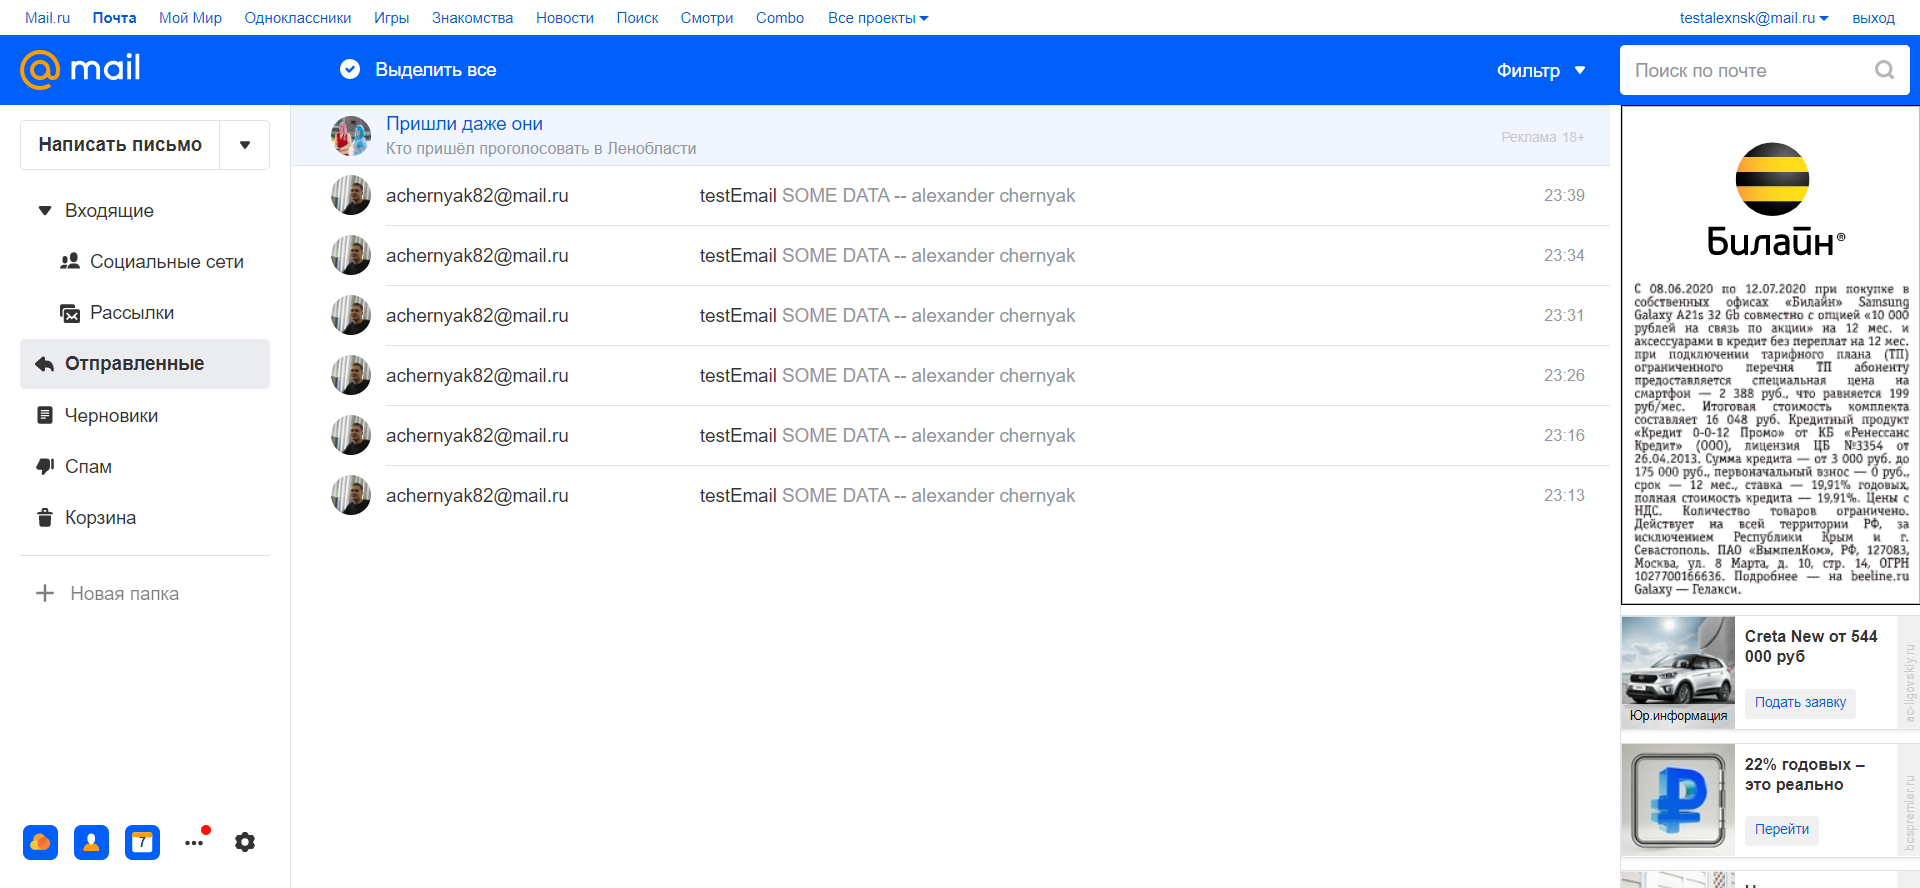 Mail.ru Почта Мой Мир Одноклассники Игры Знакомства Новости Поиск Смотри Combo Все проекты testalexnsk@mail.ru выход
@mail Выделить все Фильтр Поиск по почте
Написать письмо
Входящие
Социальные сети
Рассылки
Отправленные
Черновики
Спам
Корзина
Новая папка
7
Пришли даже они
Кто пришёл проголосовать в Ленобласти
Реклама 18+
achernyak82@mail.ru testEmail SOME DATA -- alexander chernyak 23:39
achernyak82@mail.ru testEmail SOME DATA -- alexander chernyak 23:34
achernyak82@mail.ru testEmail SOME DATA -- alexander chernyak 23:31
achernyak82@mail.ru testEmail SOME DATA -- alexander chernyak 23:26
achernyak82@mail.ru testEmail SOME DATA -- alexander chernyak 23:16
achernyak82@mail.ru testEmail SOME DATA -- alexander chernyak 23:13
Билайн®
С 08.06.2020 по 12.07.2020 при покупке в
собственных офисах «Билайн» Samsung
Galaxy A21s 32 Gb совместно с опцией «10 000
рублей на связь по акции» на 12 мес. и
аксессуарами в кредит без переплат на 12 мес.
при подключении тарифного плана (ТП)
ограниченного перечня ТП абоненту
предоставляется специальная цена на
смартфон — 2 388 руб., что равняется 199
руб/мес. Итоговая стоимость комплекта
составляет 16 048 руб. Кредитный продукт
«Кредит 0-0-12 Промо» от КБ «Ренессанс
Кредит» (ООО), лицензия ЦБ №3354 от
26.04.2013. Сумма кредита — от 3 000 руб. до
175 000 руб., первоначальный взнос — 0 руб.,
срок — 12 мес., ставка — 19,91% годовых,
полная стоимость кредита — 19,91%. Цены с
НДС. Количество товаров ограничено.
Действует на всей территории РФ, за
исключением Республики Крым и г.
Севастополь. ПАО «ВымпелКом», РФ, 127083,
Москва, ул. 8 Марта, д. 10, стр. 14, ОГРН
1027700166636. Подробнее — на beeline.ru
Galaxy — Гелакси.
Creta New от 544
000 руб
Подать заявку
Юр.информация
ac-ligovskiy.ru
22% годовых –
это реально
Перейти
bcspremier.ru